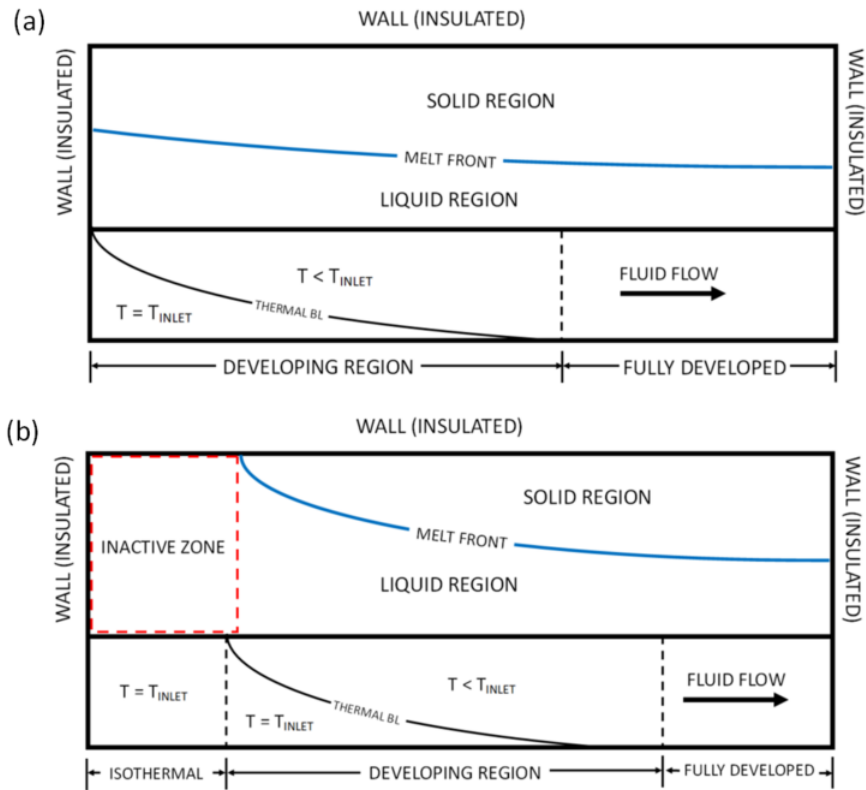 (a)
WALL (INSULATED)
WALL (INSULATED)
WALL (INSULATED)
SOLID REGION
MELT FRONT
LIQUID REGION
T < TINLET
FLUID FLOW
T = TINLET
THERMAL BL
DEVELOPING REGION
FULLY DEVELOPED
(b)
WALL (INSULATED)
WALL (INSULATED)
WALL (INSULATED)
SOLID REGION
INACTIVE ZONE
MELT FRONT
LIQUID REGION
T = TINLET
T < TINLET
FLUID FLOW
T = TINLET
THERMAL BL
ISOTHERMAL
DEVELOPING REGION
FULLY DEVELOPED